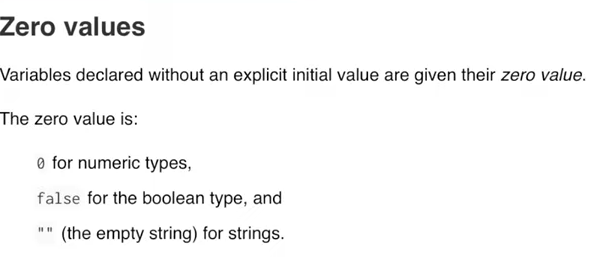 Zero values
Variables declared without an explicit initial value are given their zero value.
The zero value is:
0 for numeric types,
false for the boolean type, and
"" (the empty string) for strings.